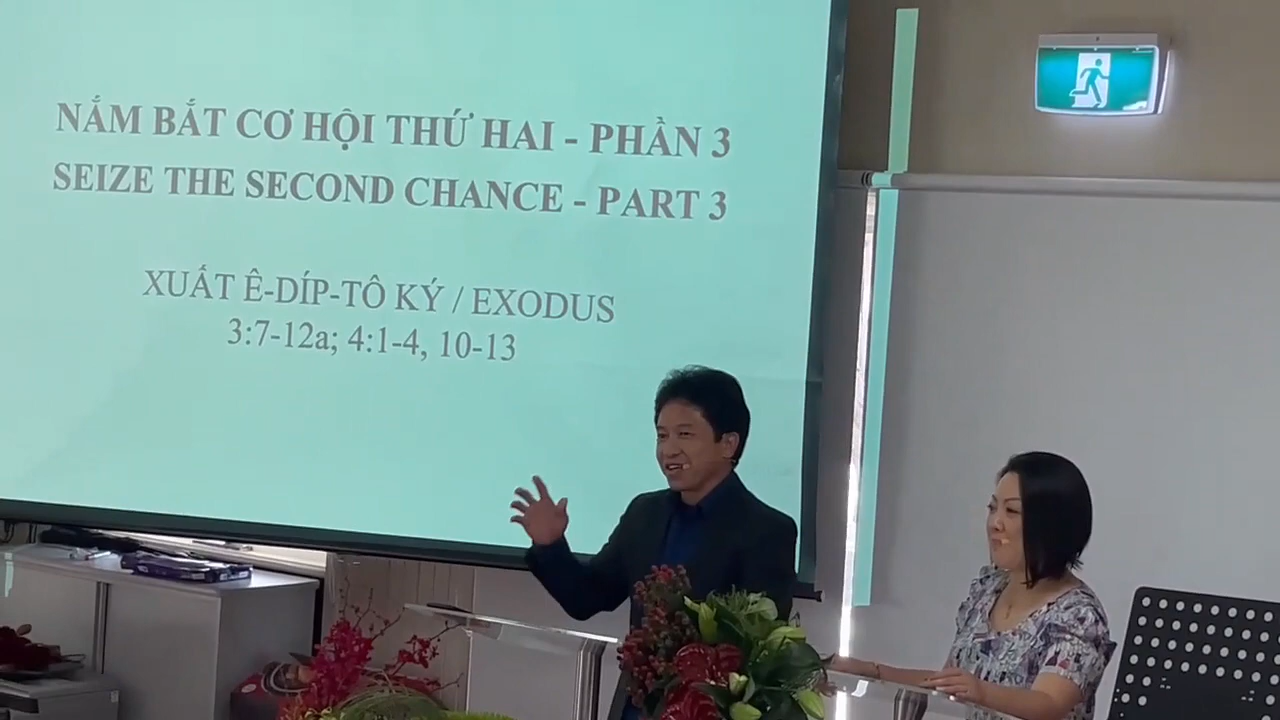 NẮM BẮT CƠ HỘI THỨ HAI - PHẦN 3
SEIZE THE SECOND CHANCE - PART 3
XUẤT Ê-DÍP-TÔ KÝ / EXODUS
3:7-12a; 4:1-4, 10-13